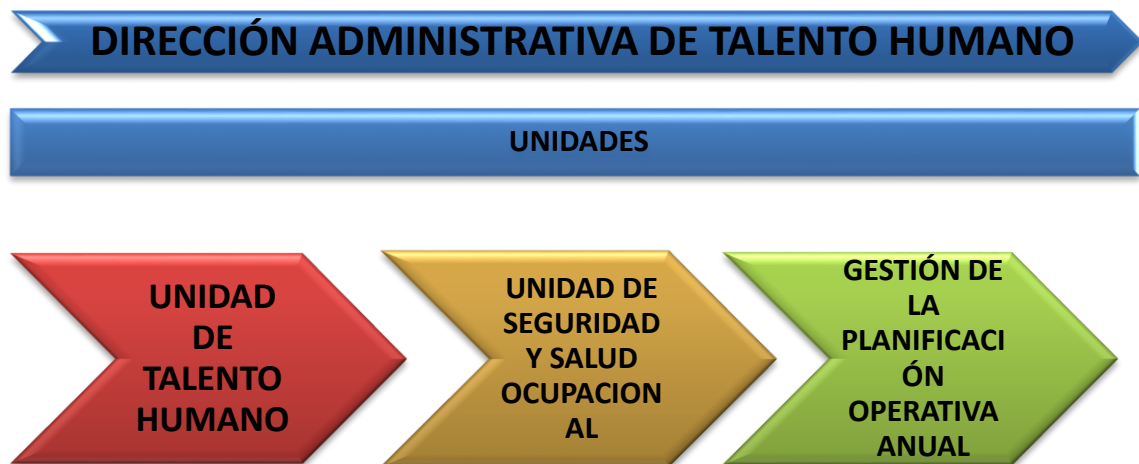 DIRECCIÓN ADMINISTRATIVA DE TALENTO HUMANO
UNIDADES
UNIDAD
DE
TALENTO
HUMANO
UNIDAD DE
SEGURIDAD
Y SALUD
OCUPACION
AL
GESTIÓN DE
LA
PLANIFICACI
ÓN
OPERATIVA
ANUAL